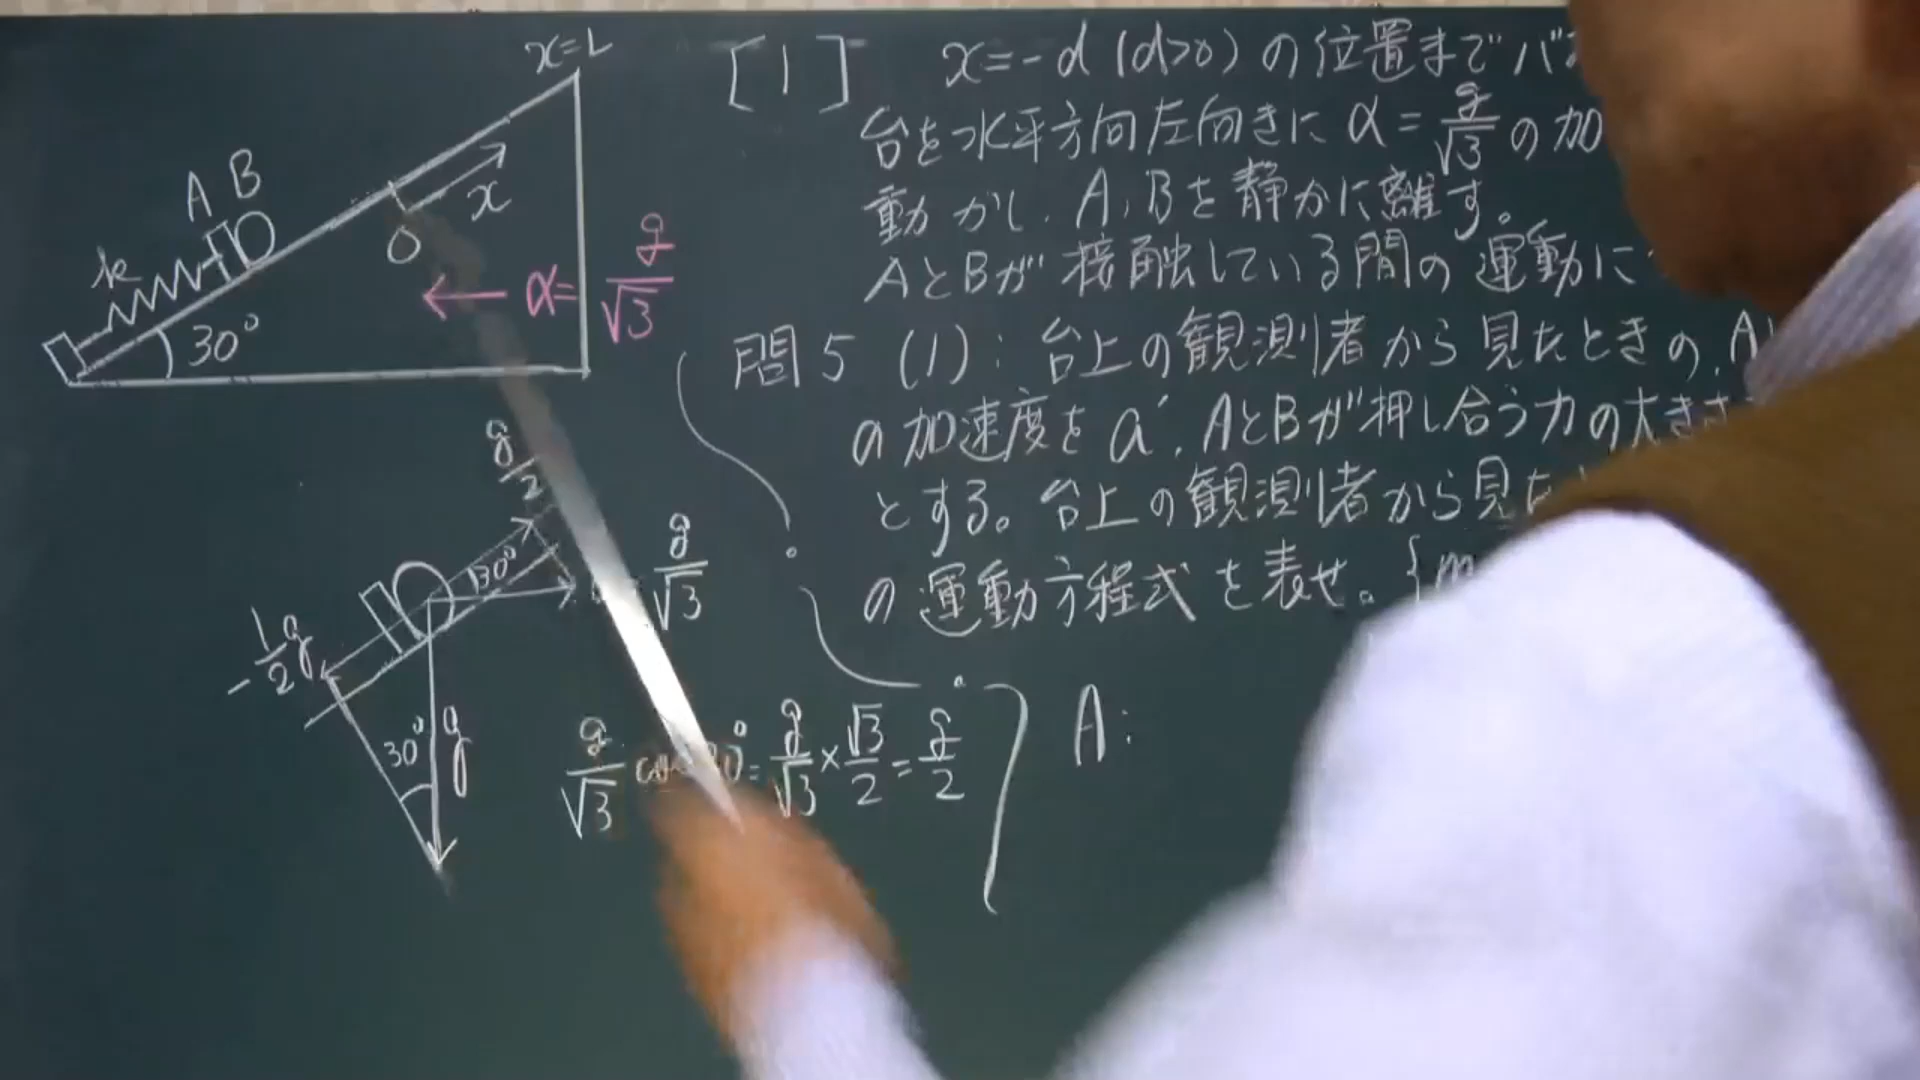 x=L
A B
k
O
x
30°
α= g/√3
g/2
30°
g/√3
-1/2 g
30°
g
g/√3 = g/√3 × √3/2 = g/2
[1] x=-d (d>0) の位置までバ
台を水平方向左向きに α = g/√3 の加
動かし、A,Bを静かに離す。
AとBが接触している間の運動に
問5 (1): 台上の観測者から見たときの、A
の加速度を a´、AとBが押し合う力の大きさ
とする。台上の観測者から見た
の運動方程式を表せ。{m
A: